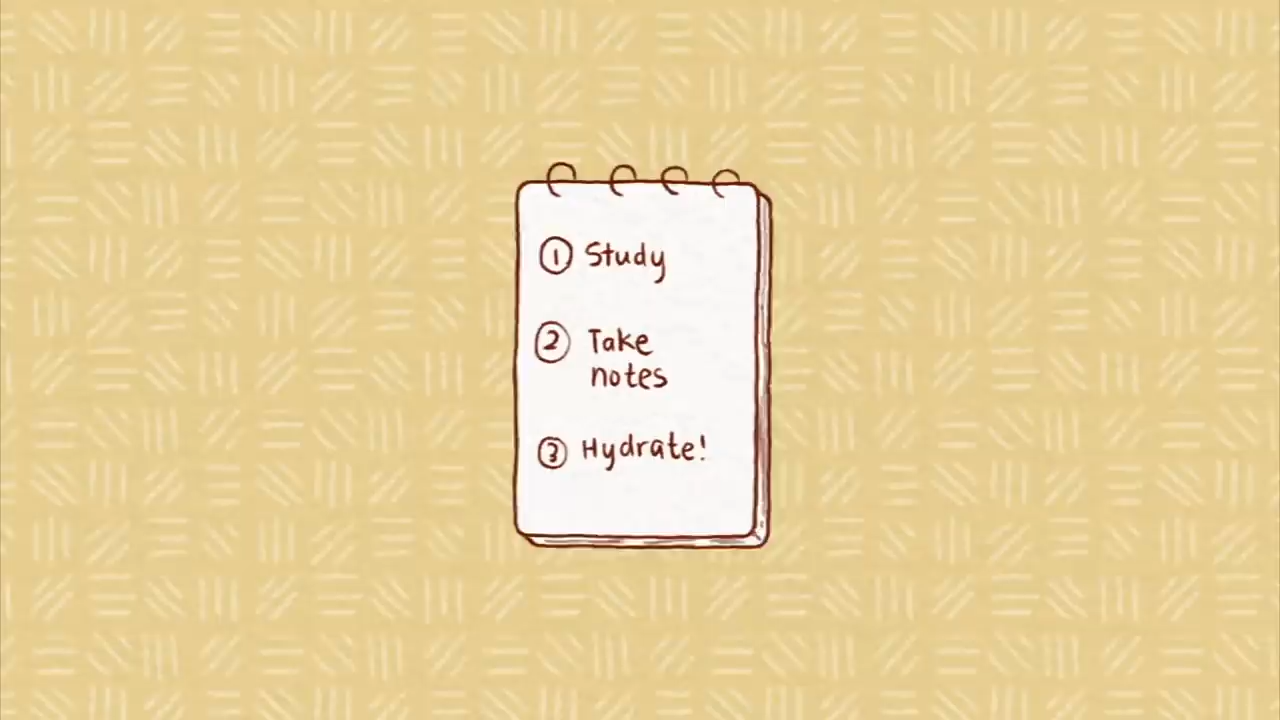 ① Study
② Take
notes
③ Hydrate!